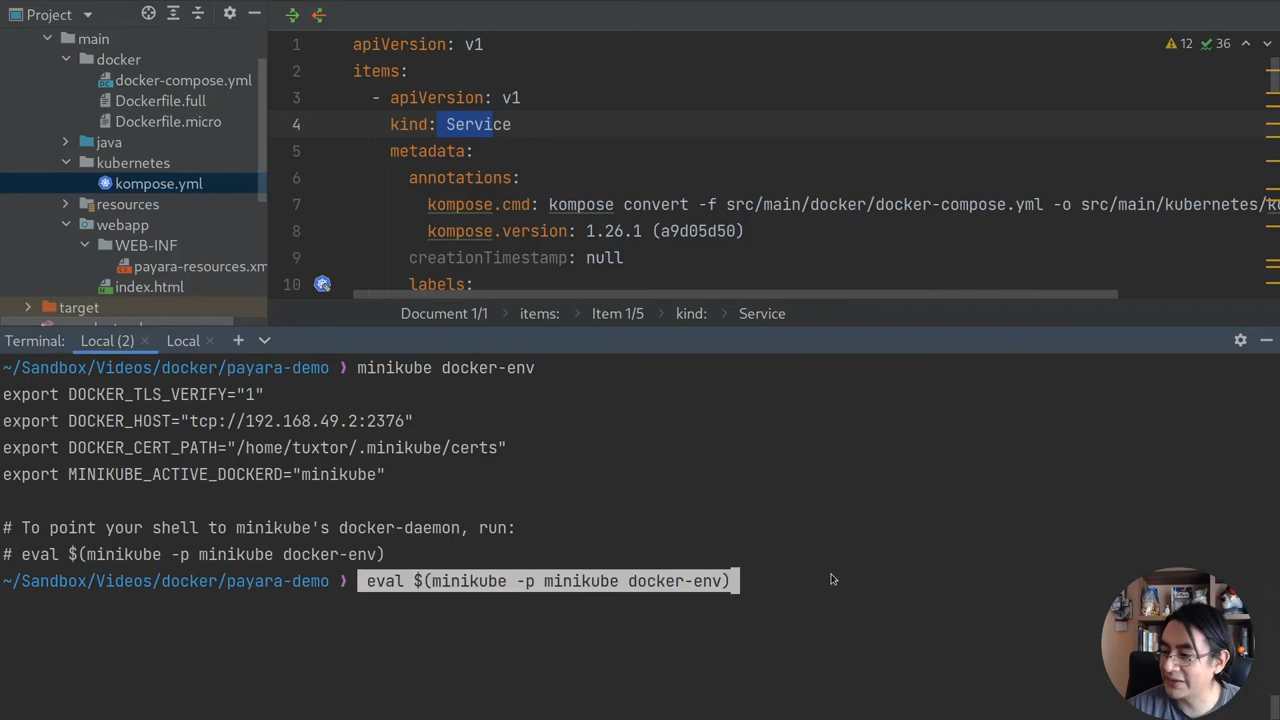 Project
main
docker
docker-compose.yml
Dockerfile.full
Dockerfile.micro
java
kubernetes
kompose.yml
resources
webapp
WEB-INF
payara-resources.xm
index.html
target
1 apiVersion: v1
2 items:
3 - apiVersion: v1
4 kind: Service
5 metadata:
6 annotations:
7 kompose.cmd: kompose convert -f src/main/docker/docker-compose.yml -o src/main/kubernetes/ko
8 kompose.version: 1.26.1 (a9d05d50)
9 creationTimestamp: null
10 labels:
12 36
Document 1/1 items: Item 1/5 kind: Service
Terminal: Local (2) Local
~/Sandbox/Videos/docker/payara-demo ❯ minikube docker-env
export DOCKER_TLS_VERIFY="1"
export DOCKER_HOST="tcp://192.168.49.2:2376"
export DOCKER_CERT_PATH="/home/tuxtor/.minikube/certs"
export MINIKUBE_ACTIVE_DOCKERD="minikube"
# To point your shell to minikube's docker-daemon, run:
# eval $(minikube -p minikube docker-env)
~/Sandbox/Videos/docker/payara-demo ❯ eval $(minikube -p minikube docker-env)